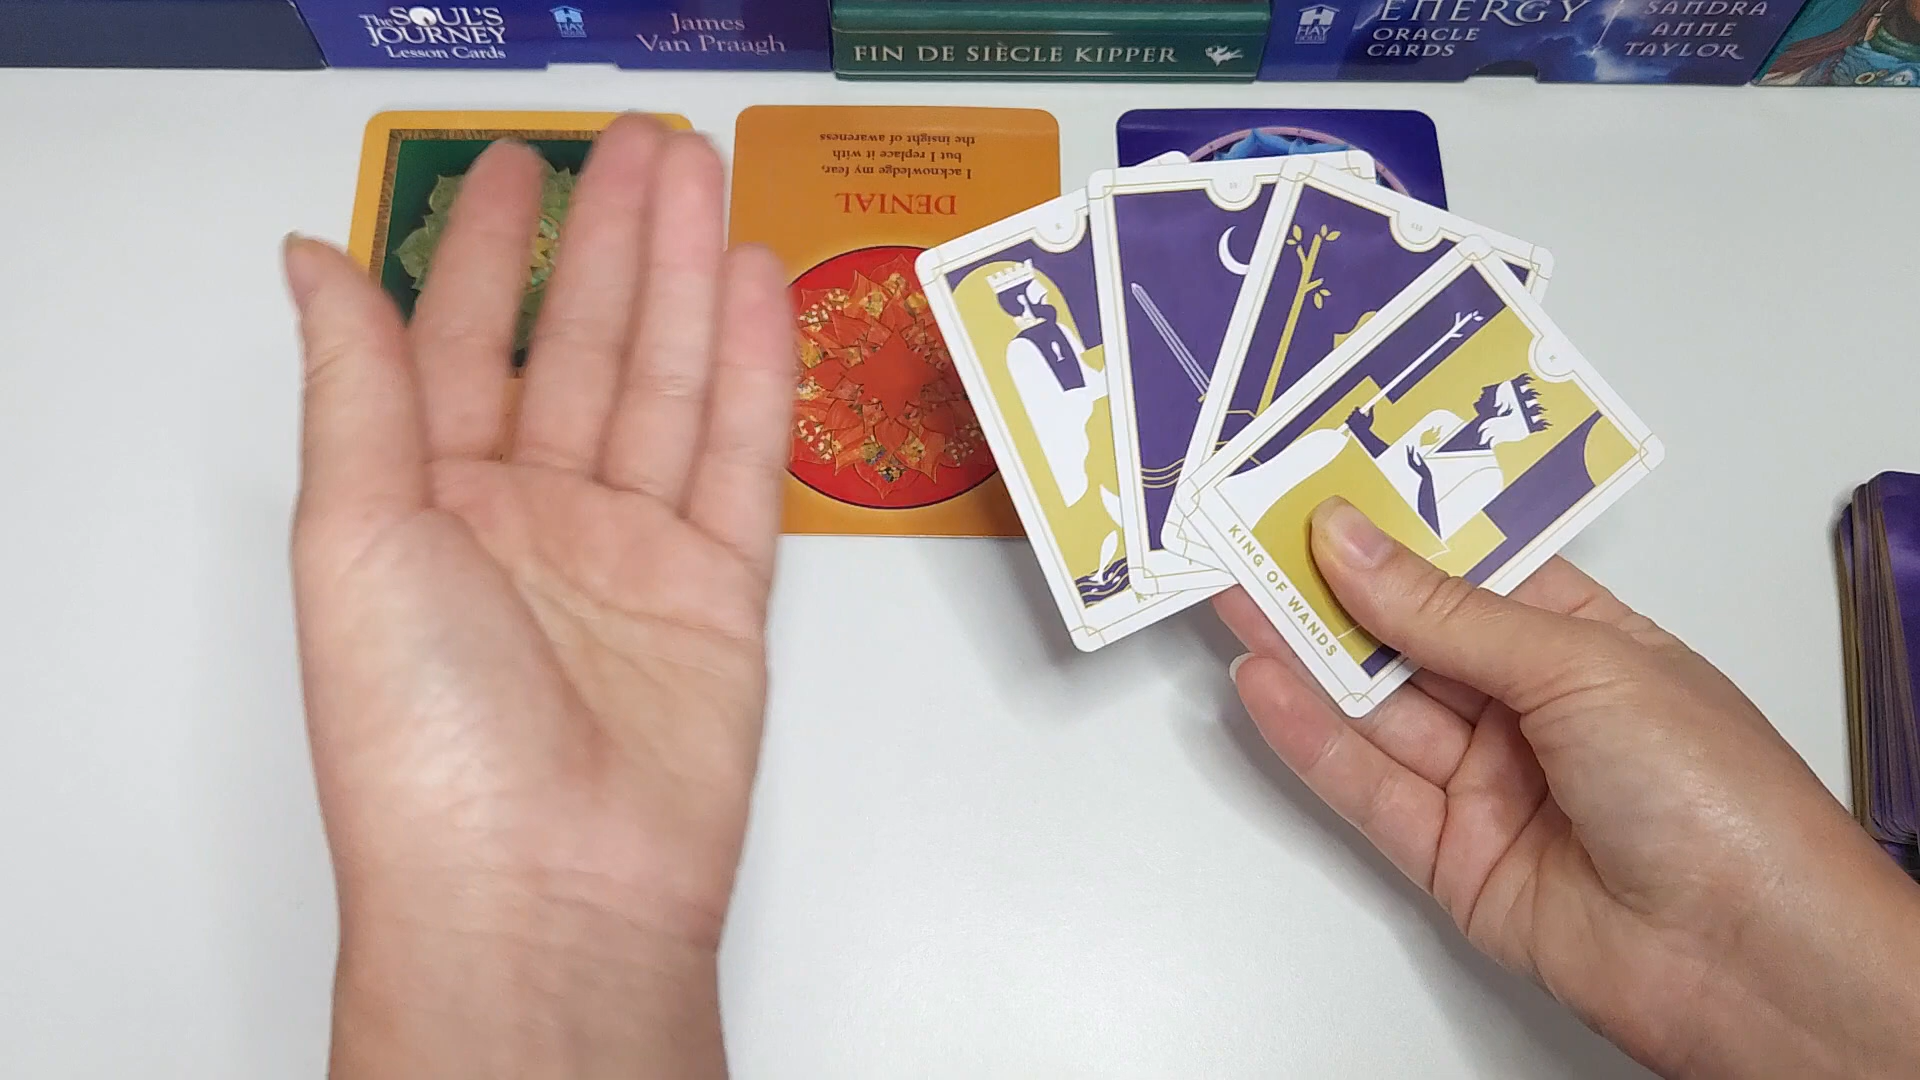 The SOUL'S
JOURNEY
Lesson Cards
HAY
HOUSE
James
Van Praagh
FIN DE SIÈCLE KIPPER
HAY
HOUSE
ENERGY
ORACLE
CARDS
SANDRA
ANNE
TAYLOR
DENIAL
I acknowledge my fear,
but I replace it with
the insight of awareness
KING OF WANDS